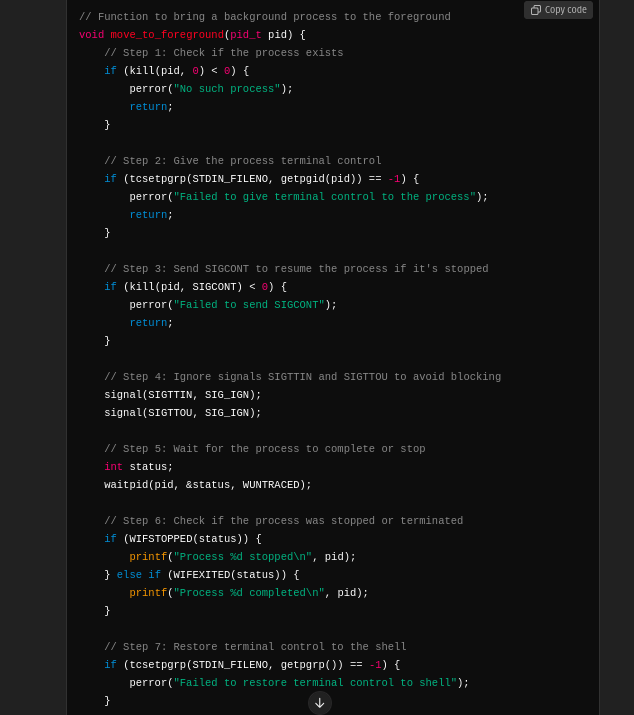 Copy code
// Function to bring a background process to the foreground
void move_to_foreground(pid_t pid) {
    // Step 1: Check if the process exists
    if (kill(pid, 0) < 0) {
        perror("No such process");
        return;
    }

    // Step 2: Give the process terminal control
    if (tcsetpgrp(STDIN_FILENO, getpgid(pid)) == -1) {
        perror("Failed to give terminal control to the process");
        return;
    }

    // Step 3: Send SIGCONT to resume the process if it's stopped
    if (kill(pid, SIGCONT) < 0) {
        perror("Failed to send SIGCONT");
        return;
    }

    // Step 4: Ignore signals SIGTTIN and SIGTTOU to avoid blocking
    signal(SIGTTIN, SIG_IGN);
    signal(SIGTTOU, SIG_IGN);

    // Step 5: Wait for the process to complete or stop
    int status;
    waitpid(pid, &status, WUNTRACED);

    // Step 6: Check if the process was stopped or terminated
    if (WIFSTOPPED(status)) {
        printf("Process %d stopped\n", pid);
    } else if (WIFEXITED(status)) {
        printf("Process %d completed\n", pid);
    }

    // Step 7: Restore terminal control to the shell
    if (tcsetpgrp(STDIN_FILENO, getpgrp()) == -1) {
        perror("Failed to restore terminal control to shell");
    }